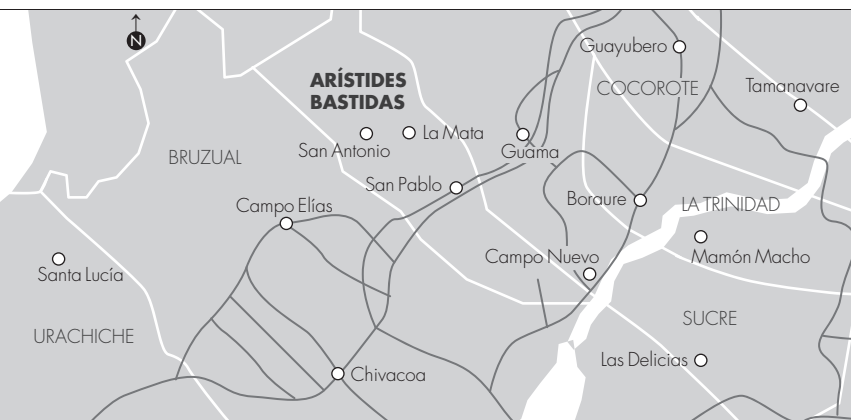 N
Guayubero
ARÍSTIDES
BASTIDAS
COCOROTE
Tamanavare
San Antonio
La Mata
Guama
BRUZUAL
San Pablo
Boraure
LA TRINIDAD
Campo Elías
Santa Lucía
Campo Nuevo
Mamón Macho
URACHICHE
SUCRE
Las Delicias
Chivacoa